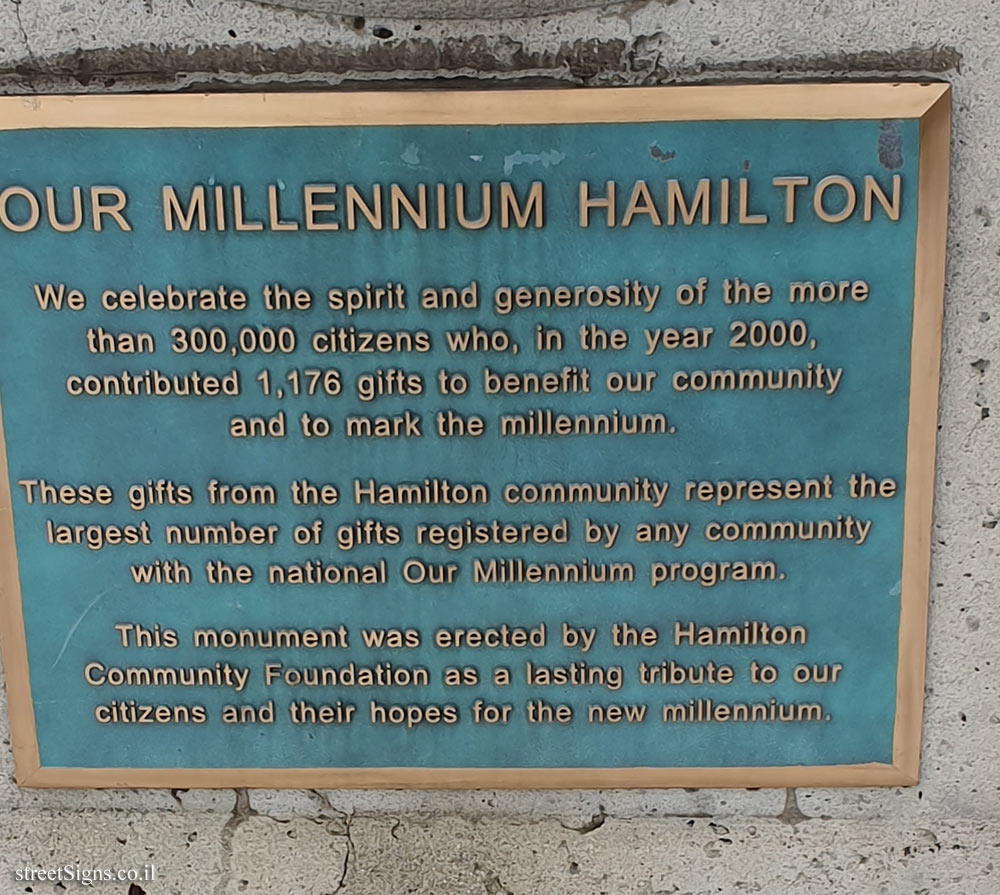 OUR MILLENNIUM HAMILTON
We celebrate the spirit and generosity of the more
than 300,000 citizens who, in the year 2000,
contributed 1,176 gifts to benefit our community
and to mark the millennium.
These gifts from the Hamilton community represent the
largest number of gifts registered by any community
with the national Our Millennium program.
This monument was erected by the Hamilton
Community Foundation as a lasting tribute to our
citizens and their hopes for the new millennium.
streetSigns.co.il